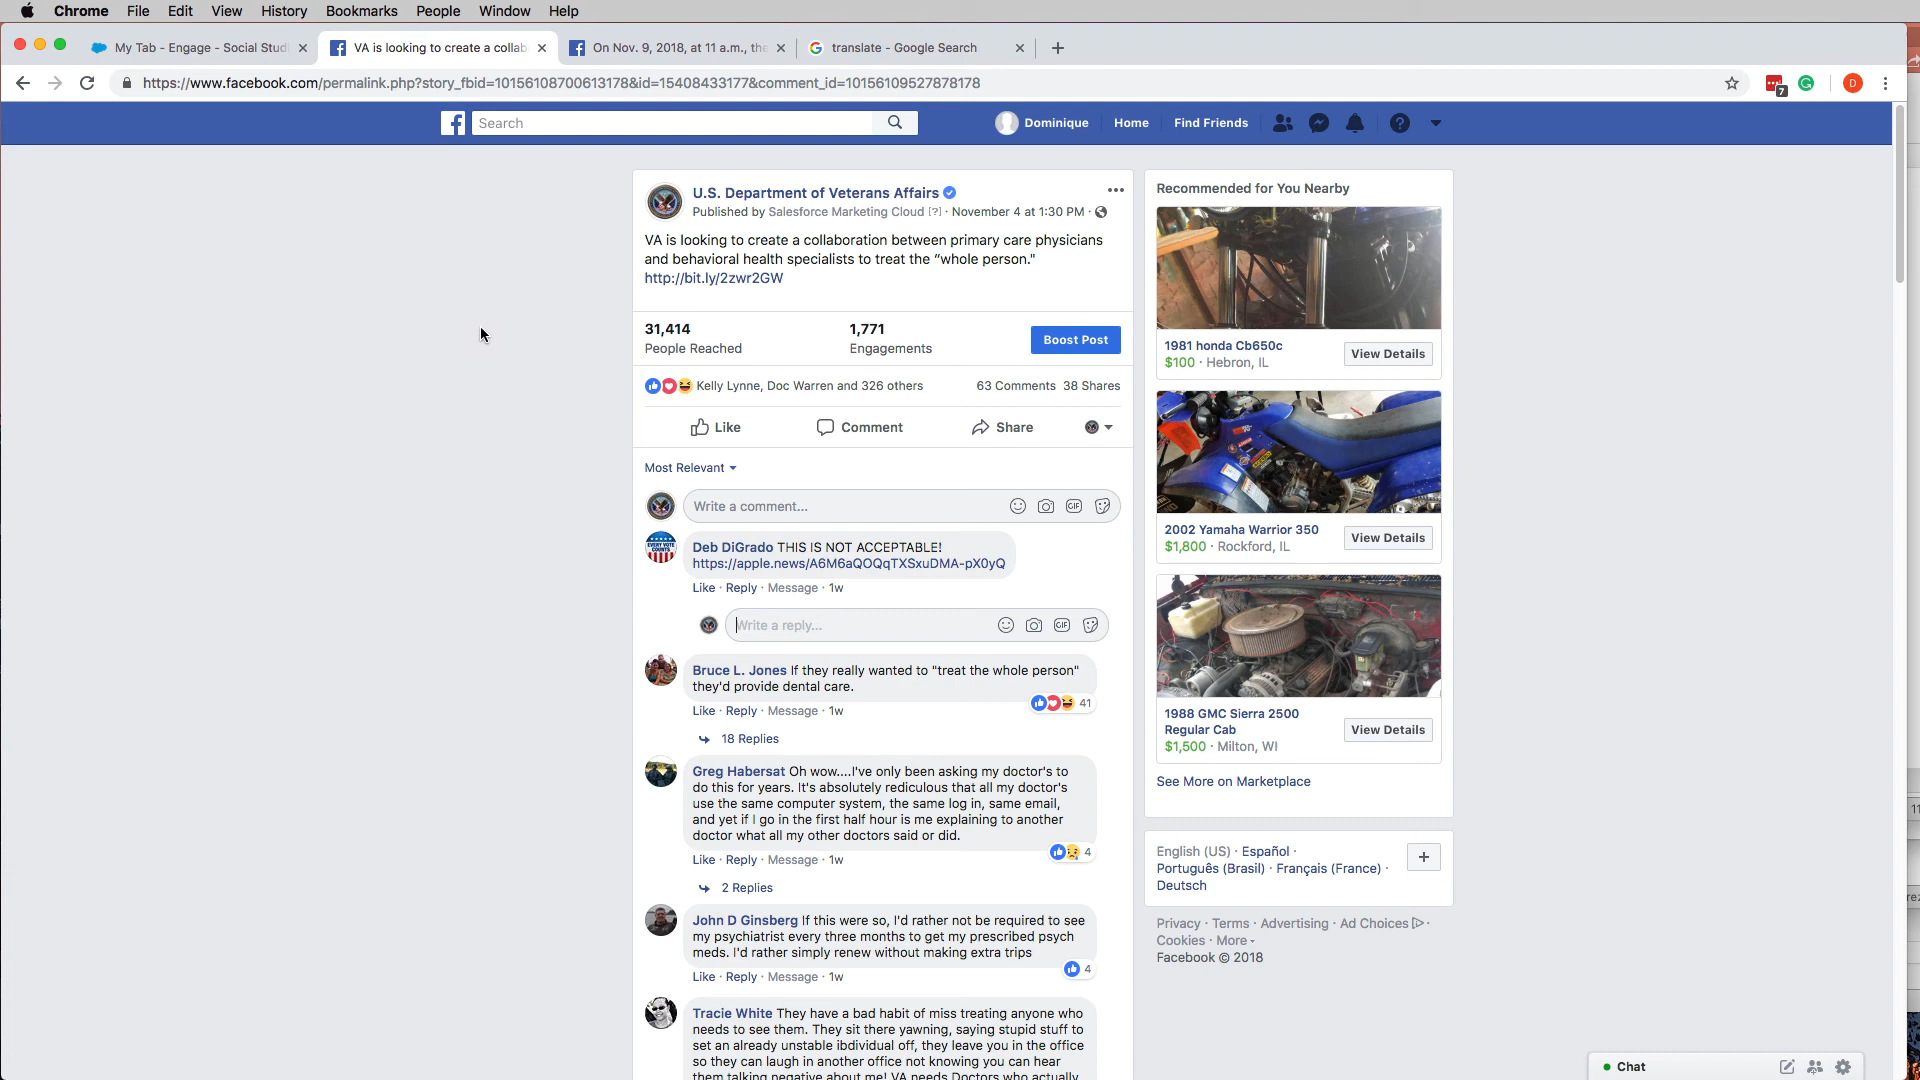 Chrome File Edit View History Bookmarks People Window Help
My Tab - Engage - Social Studi
VA is looking to create a collab
On Nov. 9, 2018, at 11 a.m., the
translate - Google Search
https://www.facebook.com/permalink.php?story_fbid=10156108700613178&id=15408433177&comment_id=10156109527878178
7
D
Search
Dominique Home Find Friends
U.S. Department of Veterans Affairs
Published by Salesforce Marketing Cloud [?] · November 4 at 1:30 PM ·
VA is looking to create a collaboration between primary care physicians
and behavioral health specialists to treat the “whole person.”
http://bit.ly/2zwr2GW
31,414
People Reached
1,771
Engagements
Boost Post
Kelly Lynne, Doc Warren and 326 others
63 Comments 38 Shares
Like Comment Share
Most Relevant
Write a comment...
GIF
EVERY VOTE
COUNTS
Deb DiGrado THIS IS NOT ACCEPTABLE!
https://apple.news/A6M6aQOQqTXSxuDMA-pX0yQ
Like · Reply · Message · 1w
Write a reply...
GIF
Bruce L. Jones If they really wanted to "treat the whole person"
they'd provide dental care.
41
Like · Reply · Message · 1w
18 Replies
Greg Habersat Oh wow....I've only been asking my doctor's to
do this for years. It's absolutely rediculous that all my doctor's
use the same computer system, the same log in, same email,
and yet if I go in the first half hour is me explaining to another
doctor what all my other doctors said or did.
4
Like · Reply · Message · 1w
2 Replies
John D Ginsberg If this were so, I'd rather not be required to see
my psychiatrist every three months to get my prescribed psych
meds. I'd rather simply renew without making extra trips
4
Like · Reply · Message · 1w
Tracie White They have a bad habit of miss treating anyone who
needs to see them. They sit there yawning, saying stupid stuff to
set an already unstable ibdividual off, they leave you in the office
so they can laugh in another office not knowing you can hear
them talking negative about me! VA needs Doctors who actually
Recommended for You Nearby
1981 honda Cb650c
$100 · Hebron, IL
View Details
2002 Yamaha Warrior 350
$1,800 · Rockford, IL
View Details
1988 GMC Sierra 2500
Regular Cab
$1,500 · Milton, WI
View Details
See More on Marketplace
English (US) · Español ·
Português (Brasil) · Français (France) ·
Deutsch
Privacy · Terms · Advertising · Ad Choices ·
Cookies · More
Facebook © 2018
Chat